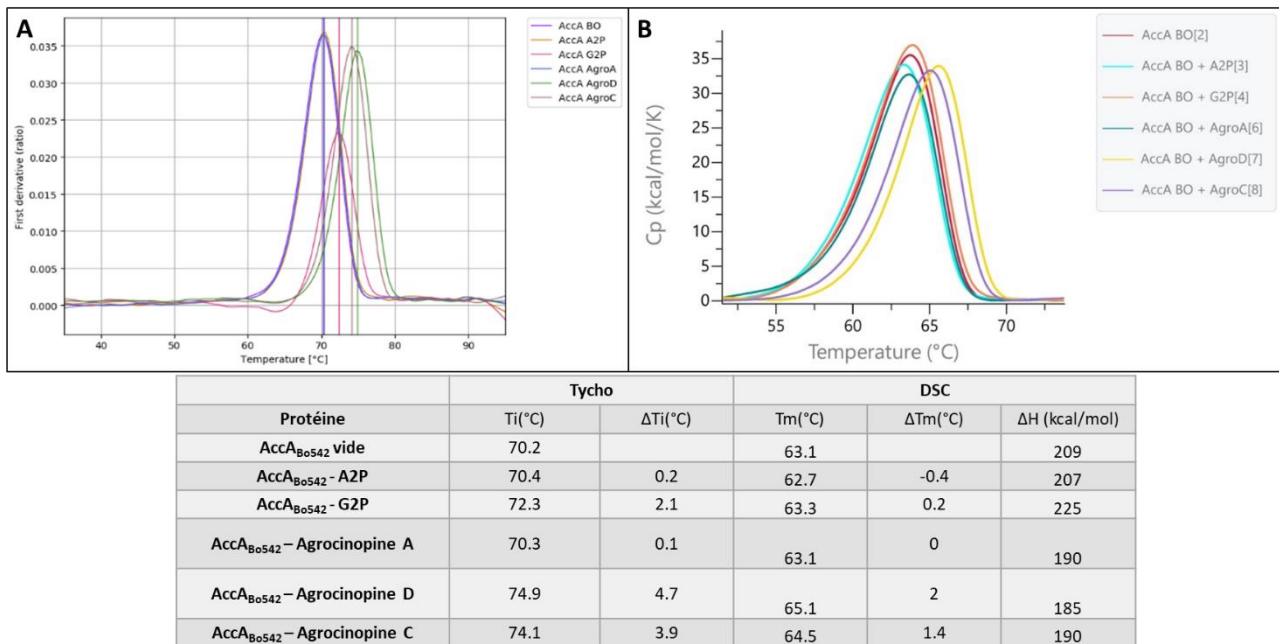 A
AccA BO
AccA A2P
AccA G2P
AccA AgroA
AccA AgroD
AccA AgroC
0.035
0.030
0.025
0.020
0.015
0.010
0.005
0.000
First derivative (ratio)
40 50 60 70 80 90
Temperature [°C]
B
AccA BO[2]
AccA BO + A2P[3]
AccA BO + G2P[4]
AccA BO + AgroA[6]
AccA BO + AgroD[7]
AccA BO + AgroC[8]
35
30
25
20
15
10
5
0
Cp (kcal/mol/K)
55 60 65 70
Temperature (°C)
Tycho DSC
Protéine Ti(°C) ΔTi(°C) Tm(°C) ΔTm(°C) ΔH (kcal/mol)
AccABo542 vide 70.2 63.1 209
AccABo542 - A2P 70.4 0.2 62.7 -0.4 207
AccABo542 - G2P 72.3 2.1 63.3 0.2 225
AccABo542 – Agrocinopine A 70.3 0.1 63.1 0 190
AccABo542 – Agrocinopine D 74.9 4.7 65.1 2 185
AccABo542 – Agrocinopine C 74.1 3.9 64.5 1.4 190